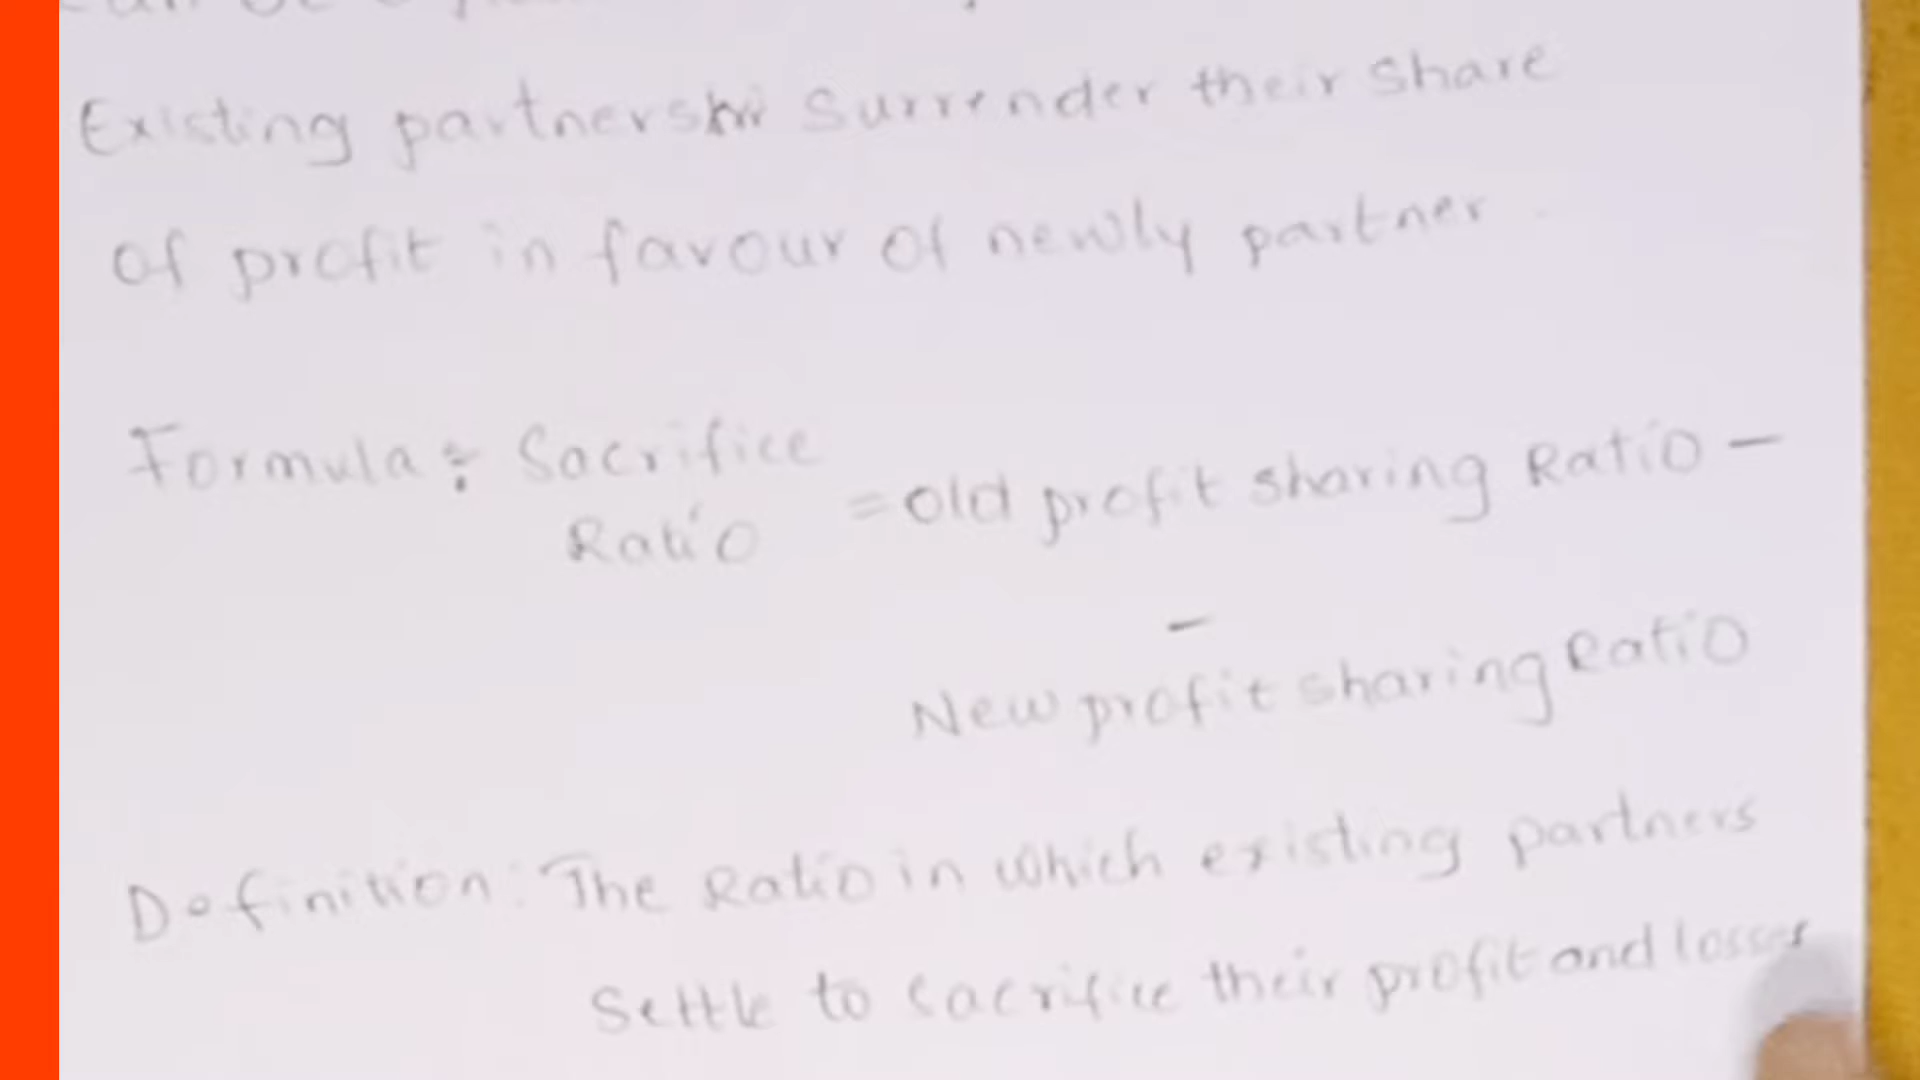 Existing partners surrender their share
of profit in favour of newly partner.
Formula: Sacrifice
Ratio
= Old profit sharing Ratio -
-
New profit sharing Ratio
Definition: The Ratio in which existing partners
Settle to sacrifice their profit and losses